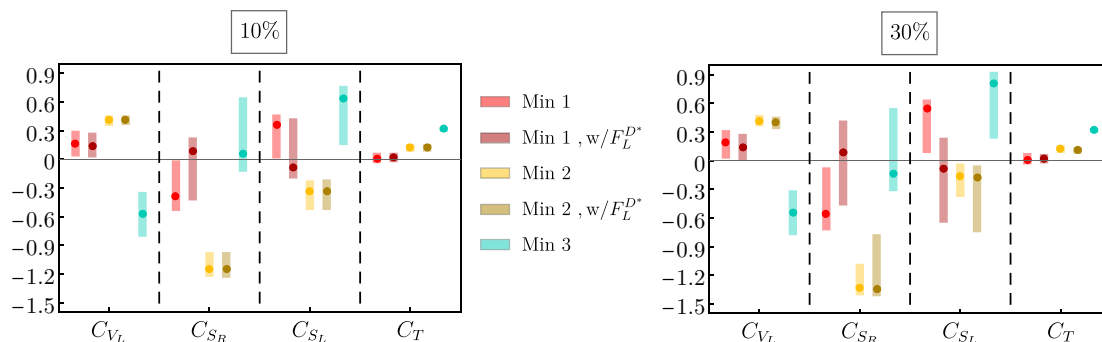 10%
0.9
0.6
0.3
0
−0.3
−0.6
−0.9
−1.2
−1.5
C_{V_L} C_{S_R} C_{S_L} C_T
Min 1
Min 1 , w/F_L^{D*}
Min 2
Min 2 , w/F_L^{D*}
Min 3
30%
0.9
0.6
0.3
0
−0.3
−0.6
−0.9
−1.2
−1.5
C_{V_L} C_{S_R} C_{S_L} C_T